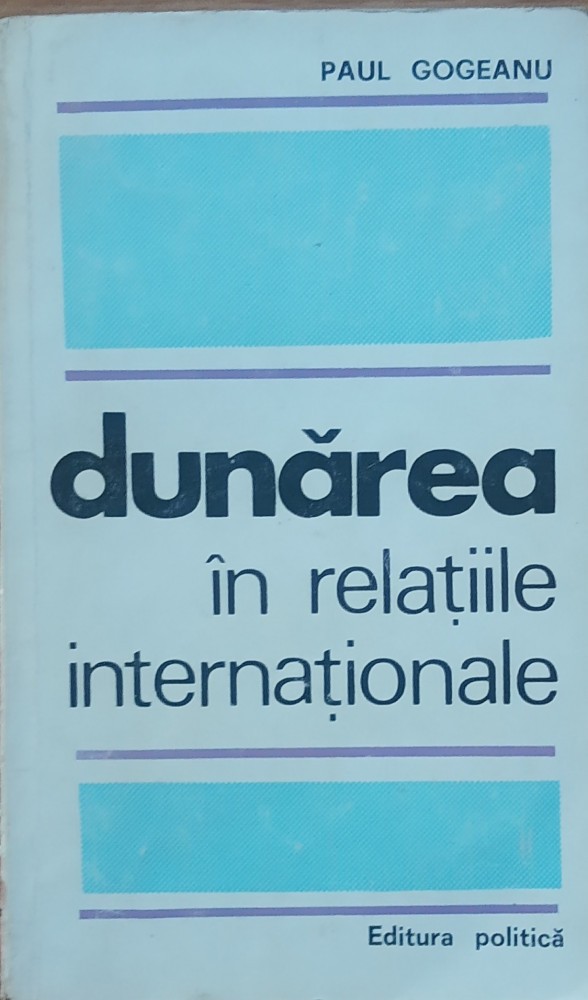 PAUL GOGEANU
dunărea
în relațiile
internaționale
Editura politică